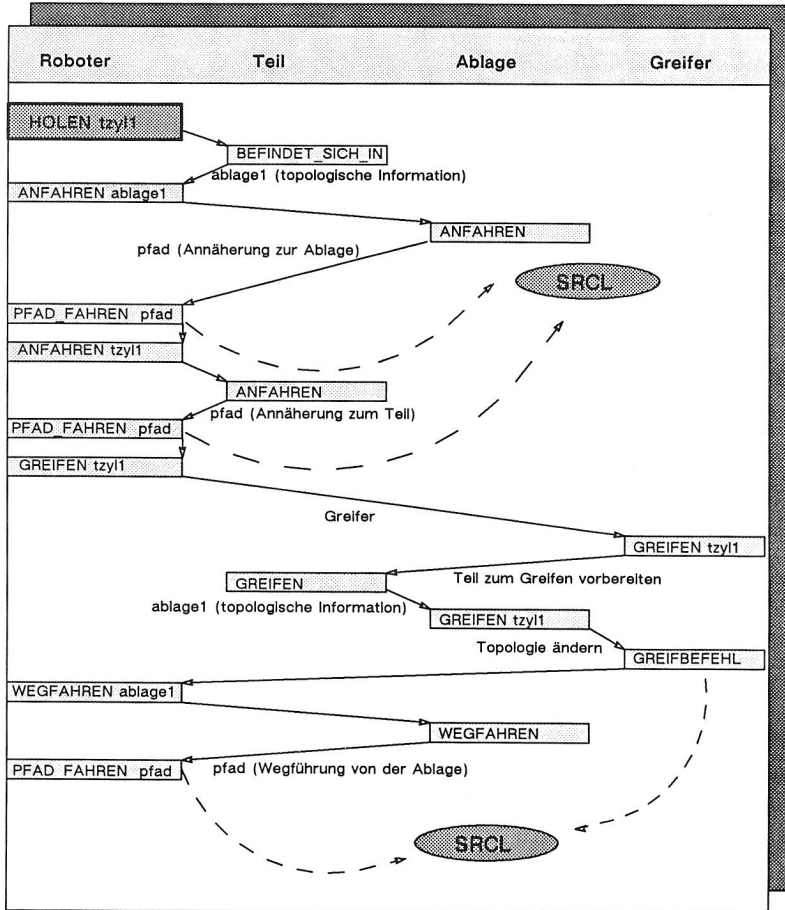 Roboter Teil Ablage Greifer
HOLEN tzyl1
BEFINDET_SICH_IN
ablage1 (topologische Information)
ANFAHREN ablage1
ANFAHREN
pfad (Annäherung zur Ablage)
SRCL
PFAD_FAHREN pfad
ANFAHREN tzyl1
ANFAHREN
pfad (Annäherung zum Teil)
PFAD_FAHREN pfad
GREIFEN tzyl1
Greifer
GREIFEN tzyl1
Teil zum Greifen vorbereiten
GREIFEN
ablage1 (topologische Information)
GREIFEN tzyl1
Topologie ändern
GREIFBEFEHL
WEGFAHREN ablage1
WEGFAHREN
PFAD_FAHREN pfad
pfad (Wegführung von der Ablage)
SRCL